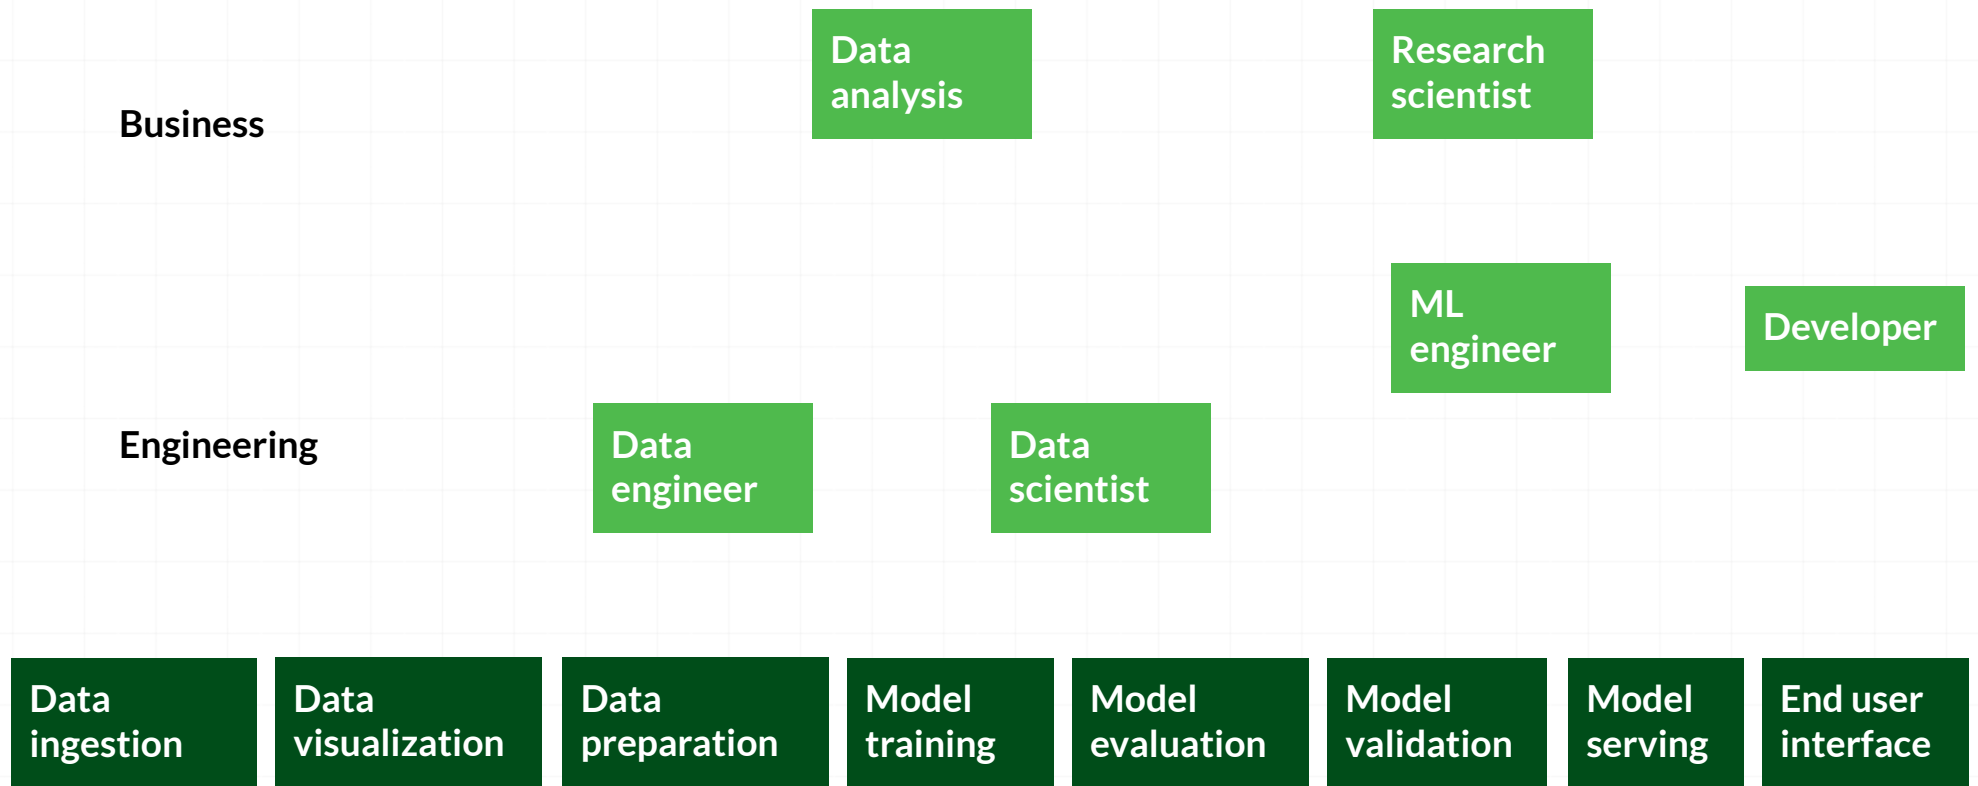 Data
analysis
Research
scientist
Business
ML
engineer
Developer
Engineering
Data
engineer
Data
scientist
Data
ingestion
Data
visualization
Data
preparation
Model
training
Model
evaluation
Model
validation
Model
serving
End user
interface